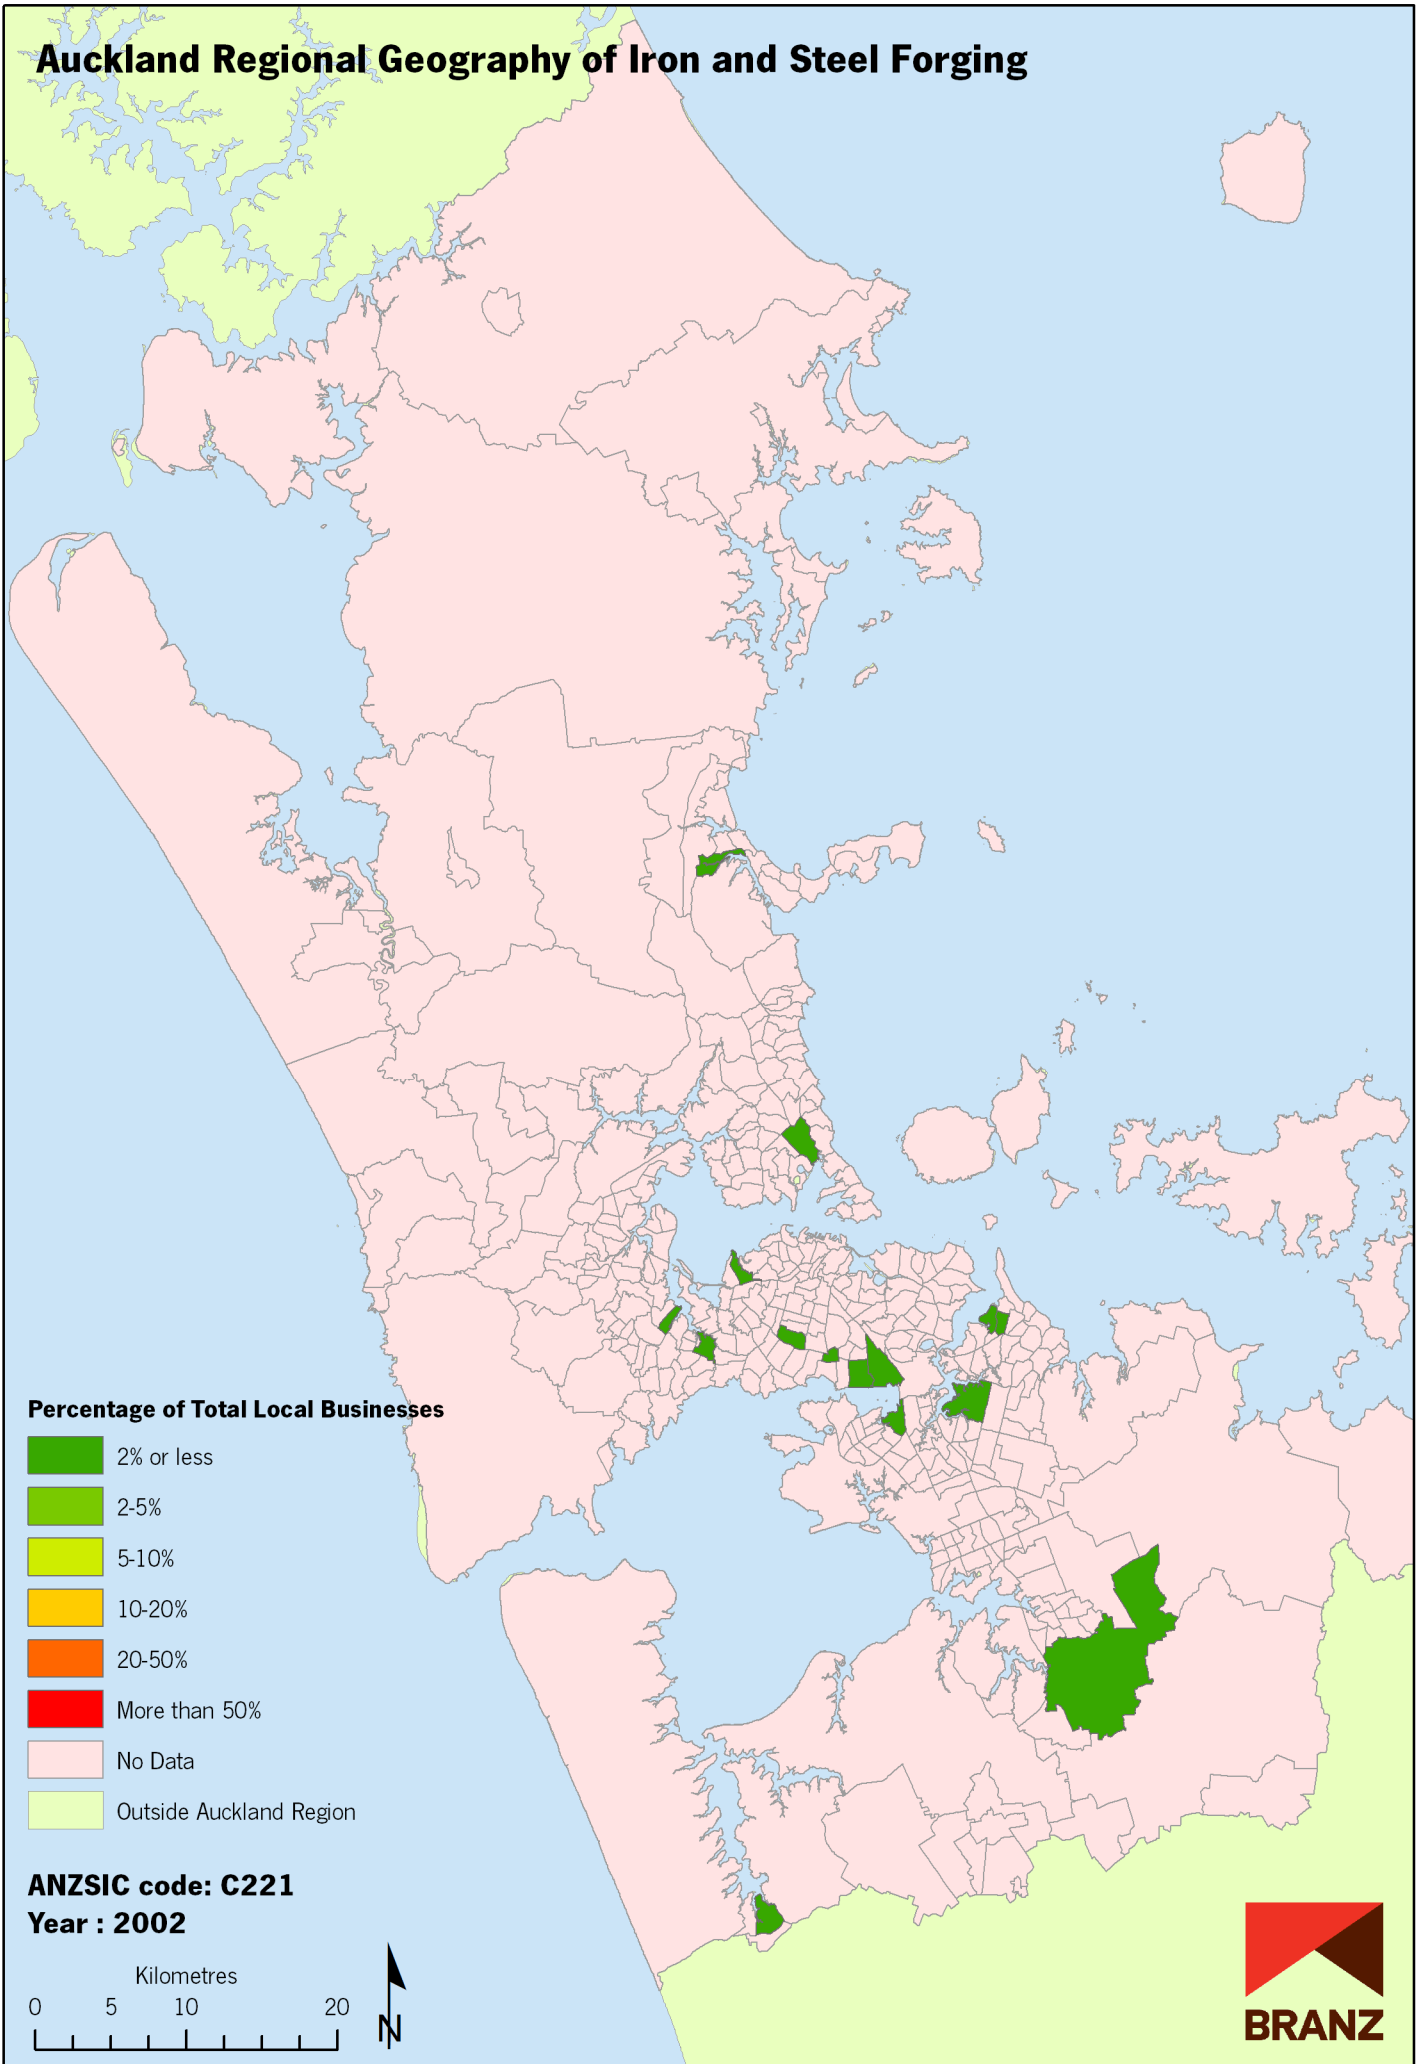 Auckland Regional Geography of Iron and Steel Forging
Percentage of Total Local Businesses
2% or less
2-5%
5-10%
10-20%
20-50%
More than 50%
No Data
Outside Auckland Region
ANZSIC code: C221
Year : 2002
Kilometres
0 5 10 20
N
BRANZ